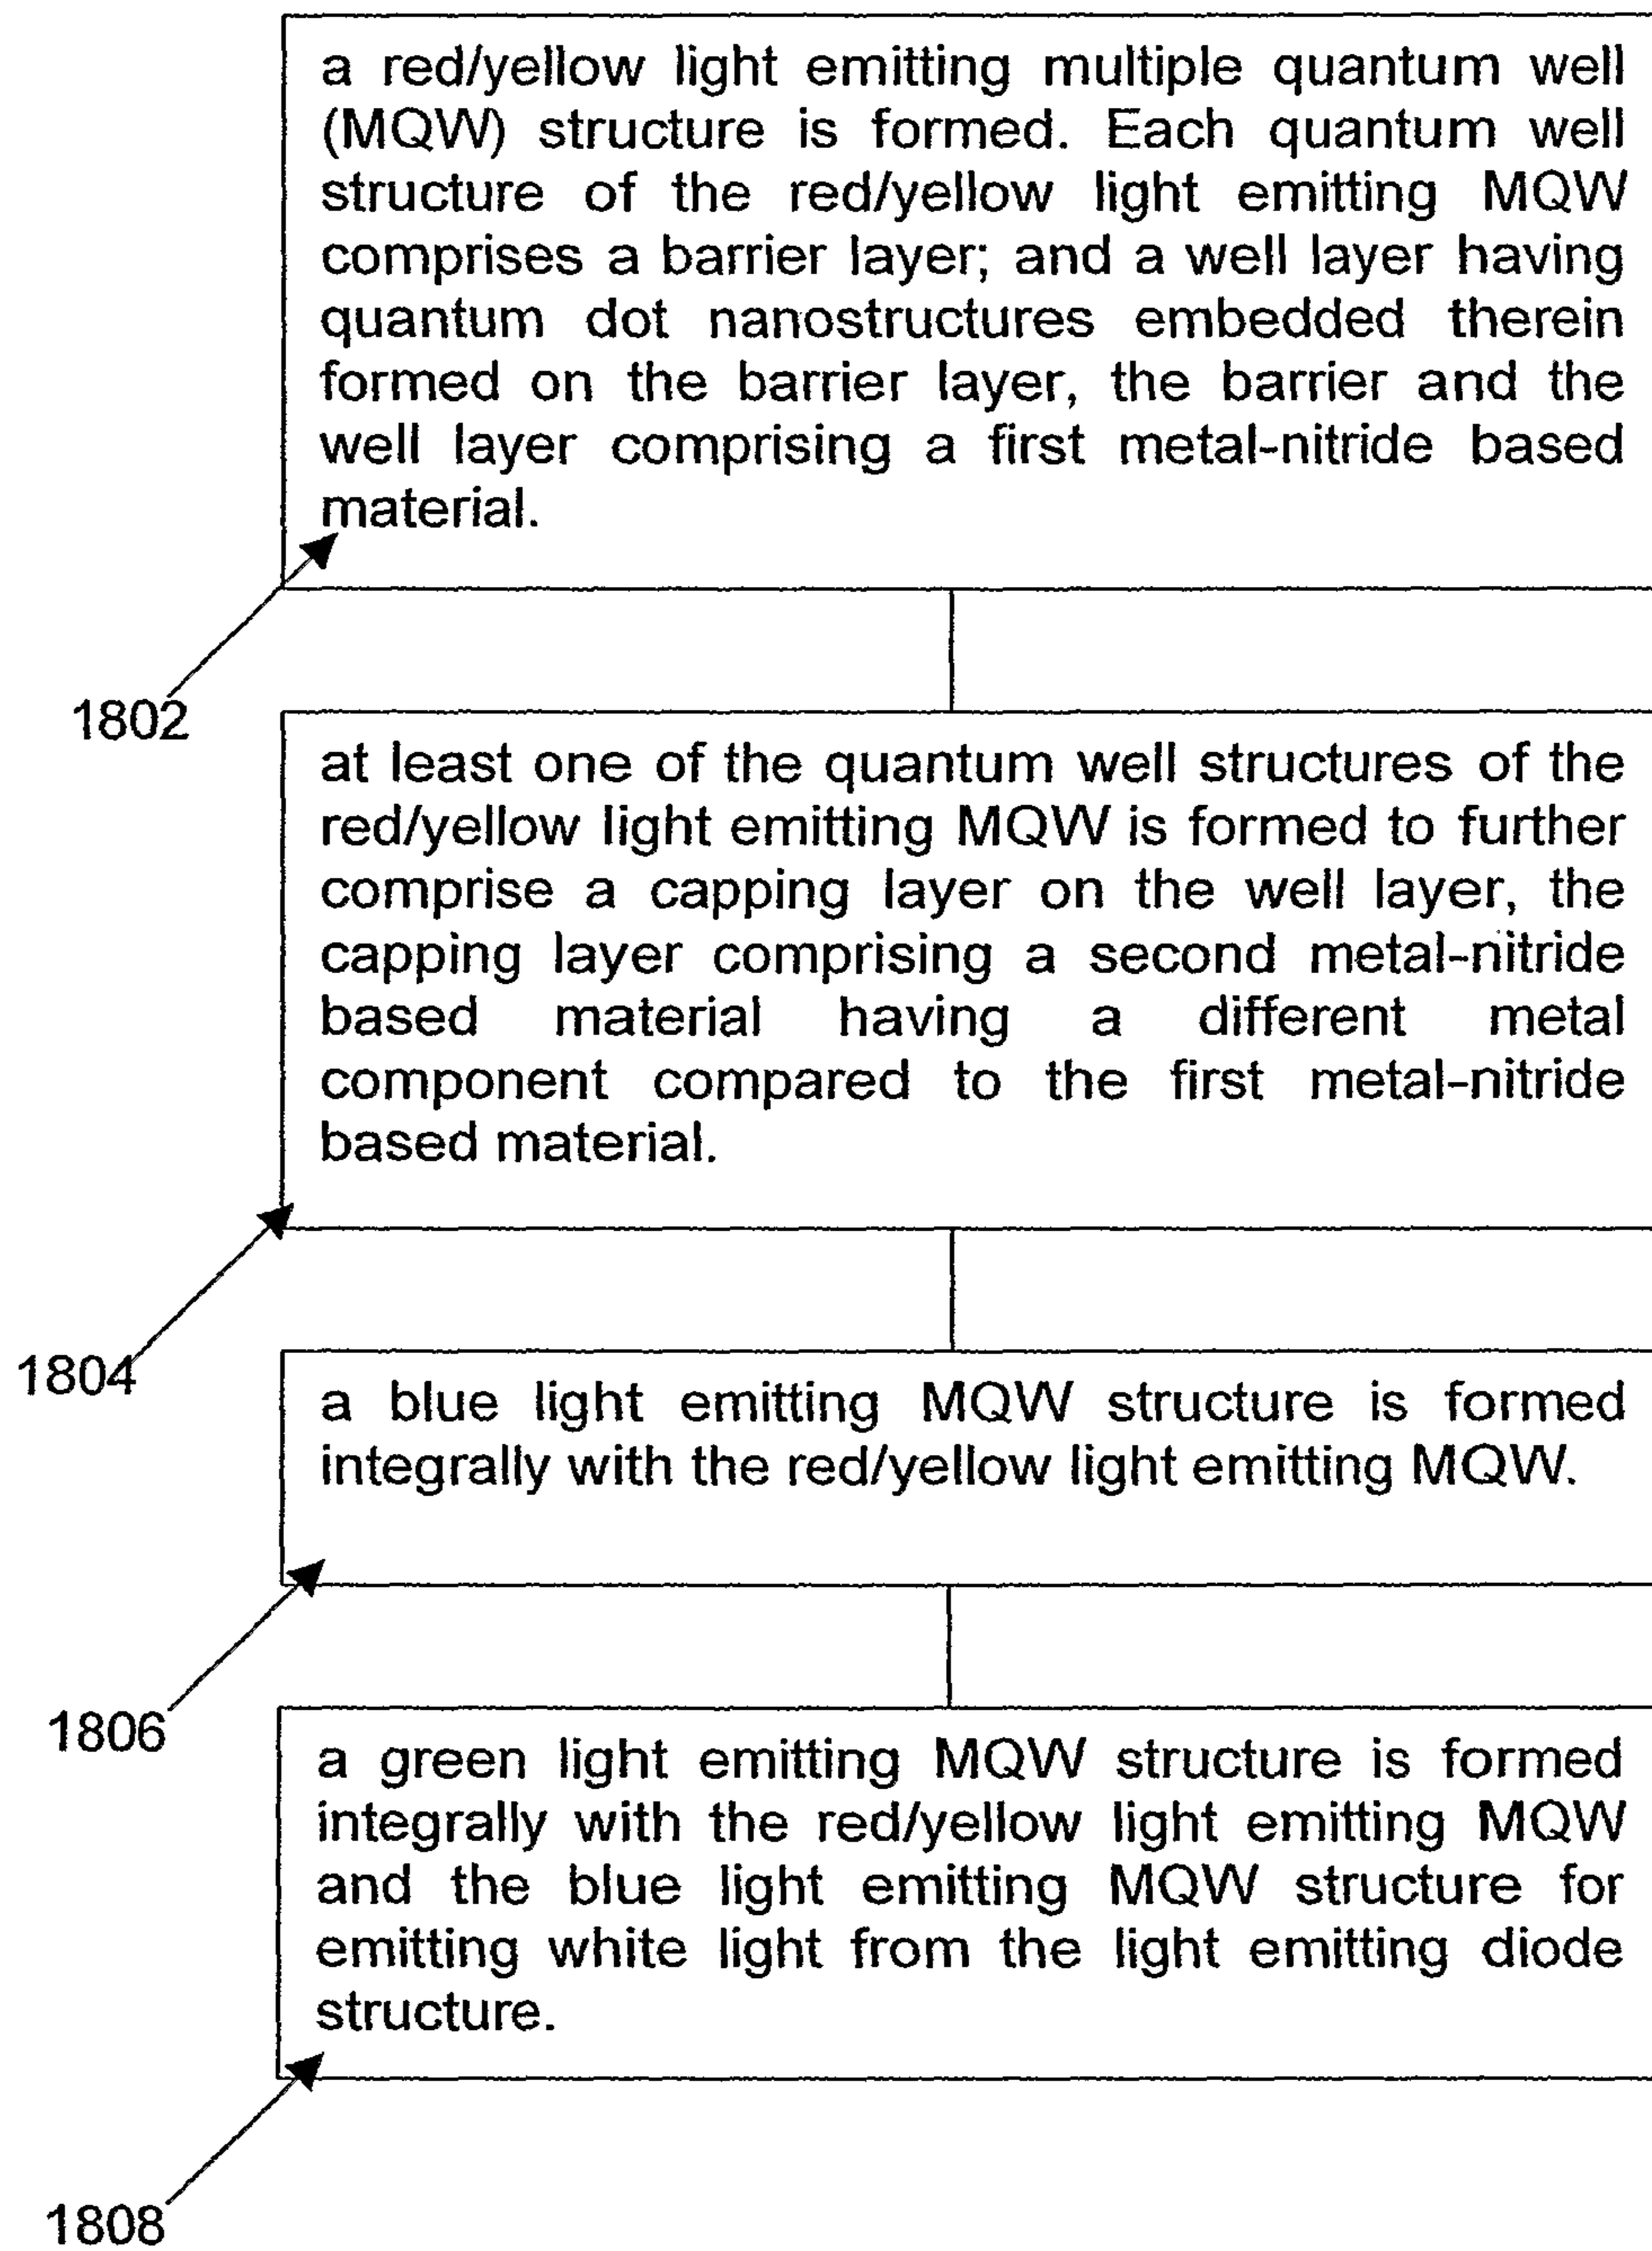 a red/yellow light emitting multiple quantum well
(MQW) structure is formed. Each quantum well
structure of the red/yellow light emitting MQW
comprises a barrier layer; and a well layer having
quantum dot nanostructures embedded therein
formed on the barrier layer, the barrier and the
well layer comprising a first metal-nitride based
material.
1802
at least one of the quantum well structures of the
red/yellow light emitting MQW is formed to further
comprise a capping layer on the well layer, the
capping layer comprising a second metal-nitride
based material having a different metal
component compared to the first metal-nitride
based material.
1804
a blue light emitting MQW structure is formed
integrally with the red/yellow light emitting MQW.
1806
a green light emitting MQW structure is formed
integrally with the red/yellow light emitting MQW
and the blue light emitting MQW structure for
emitting white light from the light emitting diode
structure.
1808